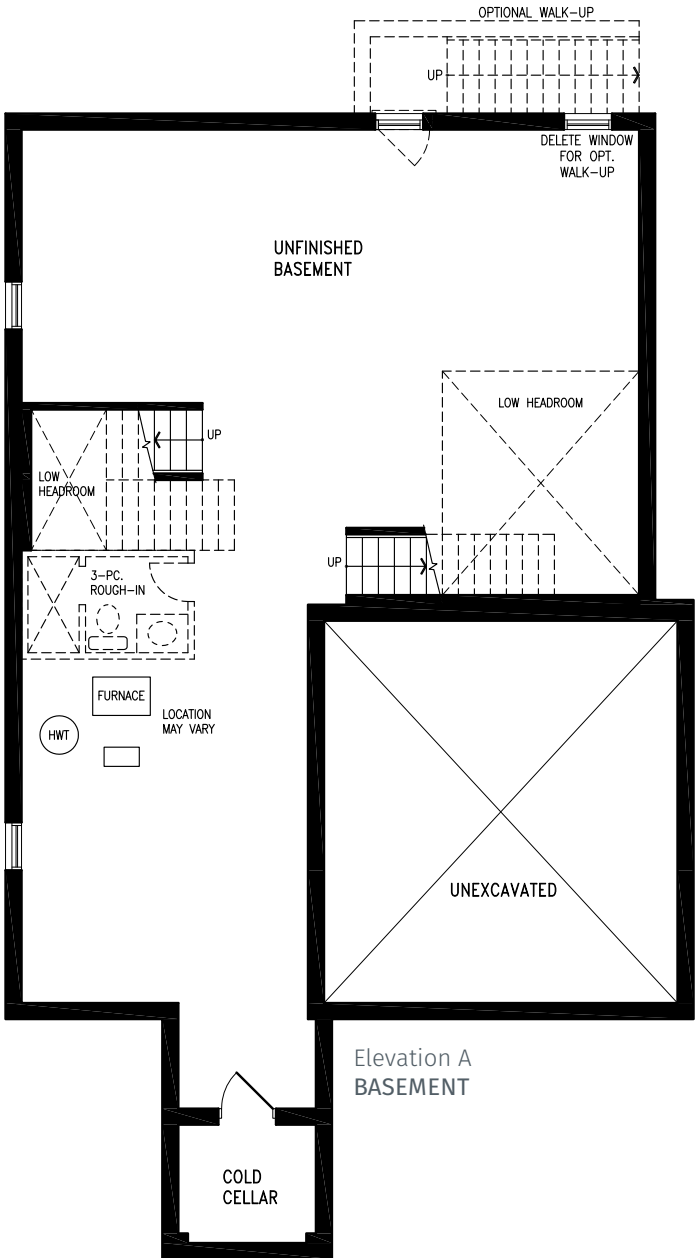 OPTIONAL WALK-UP
UP
DELETE WINDOW
FOR OPT.
WALK-UP
UNFINISHED
BASEMENT
LOW HEADROOM
UP
LOW
HEADROOM
UP
3-PC.
ROUGH-IN
FURNACE
LOCATION
MAY VARY
HWT
UNEXCAVATED
Elevation A
BASEMENT
COLD
CELLAR